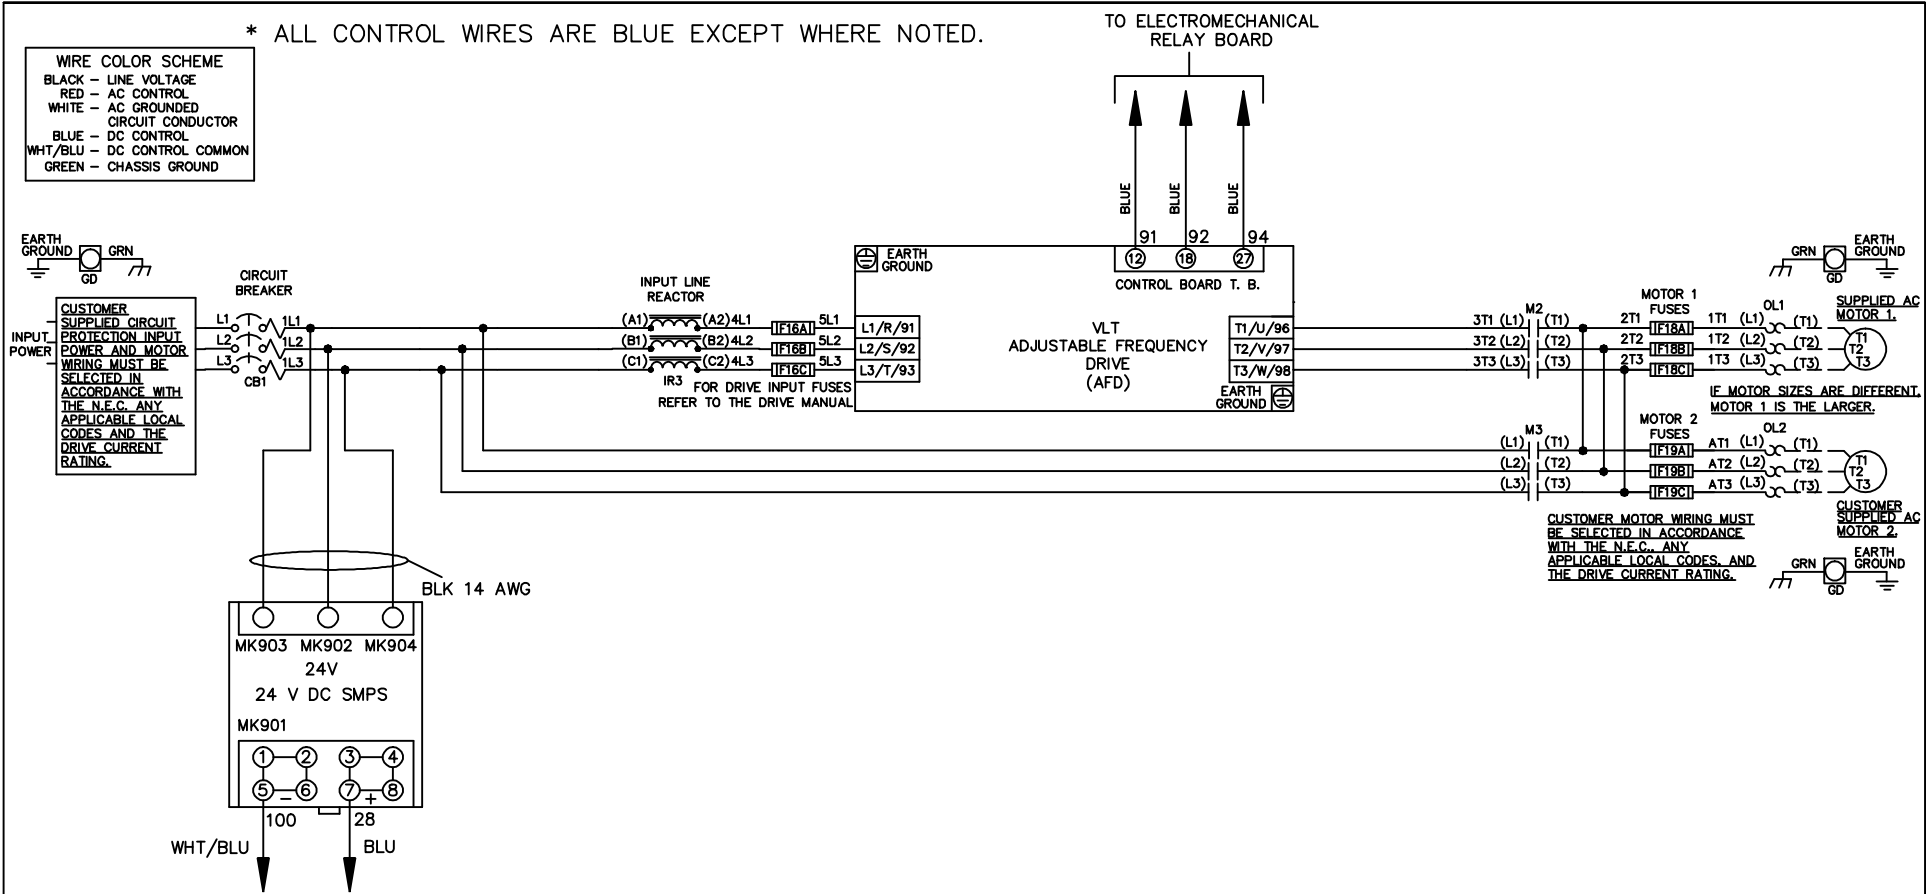 * ALL CONTROL WIRES ARE BLUE EXCEPT WHERE NOTED.
WIRE COLOR SCHEME
BLACK – LINE VOLTAGE
RED – AC CONTROL
WHITE – AC GROUNDED
CIRCUIT CONDUCTOR
BLUE – DC CONTROL
WHT/BLU – DC CONTROL COMMON
GREEN – CHASSIS GROUND
TO ELECTROMECHANICAL
RELAY BOARD
BLUE
BLUE
BLUE
91 92 94
12 18 27
CONTROL BOARD T. B.
EARTH
GROUND
GRN
GD
INPUT
POWER
CUSTOMER
SUPPLIED CIRCUIT
PROTECTION INPUT
POWER AND MOTOR
WIRING MUST BE
SELECTED IN
ACCORDANCE WITH
THE N.E.C. ANY
APPLICABLE LOCAL
CODES AND THE
DRIVE CURRENT
RATING.
CIRCUIT
BREAKER
L1 1L1
L2 1L2
L3 1L3
CB1
INPUT LINE
REACTOR
(A1) (A2) 4L1 F16A 5L1
(B1) (B2) 4L2 F16B 5L2
(C1) (C2) 4L3 F16C 5L3
IR3
FOR DRIVE INPUT FUSES
REFER TO THE DRIVE MANUAL
EARTH
GROUND
L1/R/91
L2/S/92
L3/T/93
VLT
ADJUSTABLE FREQUENCY
DRIVE
(AFD)
T1/U/96
T2/V/97
T3/W/98
EARTH
GROUND
M2
3T1 (L1) (T1)
3T2 (L2) (T2)
3T3 (L3) (T3)
MOTOR 1
FUSES
2T1 F18A 1T1 (L1) (T1)
2T2 F18B 1T2 (L2) (T2)
2T3 F18C 1T3 (L3) (T3)
OL1
GRN
GD
EARTH
GROUND
SUPPLIED AC
MOTOR 1.
T1
T2
T3
IF MOTOR SIZES ARE DIFFERENT,
MOTOR 1 IS THE LARGER.
M3
(L1) (T1)
(L2) (T2)
(L3) (T3)
MOTOR 2
FUSES
F19A AT1 (L1) (T1)
F19B AT2 (L2) (T2)
F19C AT3 (L3) (T3)
OL2
T1
T2
T3
CUSTOMER
SUPPLIED AC
MOTOR 2.
CUSTOMER MOTOR WIRING MUST
BE SELECTED IN ACCORDANCE
WITH THE N.E.C., ANY
APPLICABLE LOCAL CODES, AND
THE DRIVE CURRENT RATING.
GRN
GD
EARTH
GROUND
BLK 14 AWG
MK903 MK902 MK904
24V
24 V DC SMPS
MK901
1 2 3 4
5 6 7 8
– +
100 28
WHT/BLU BLU